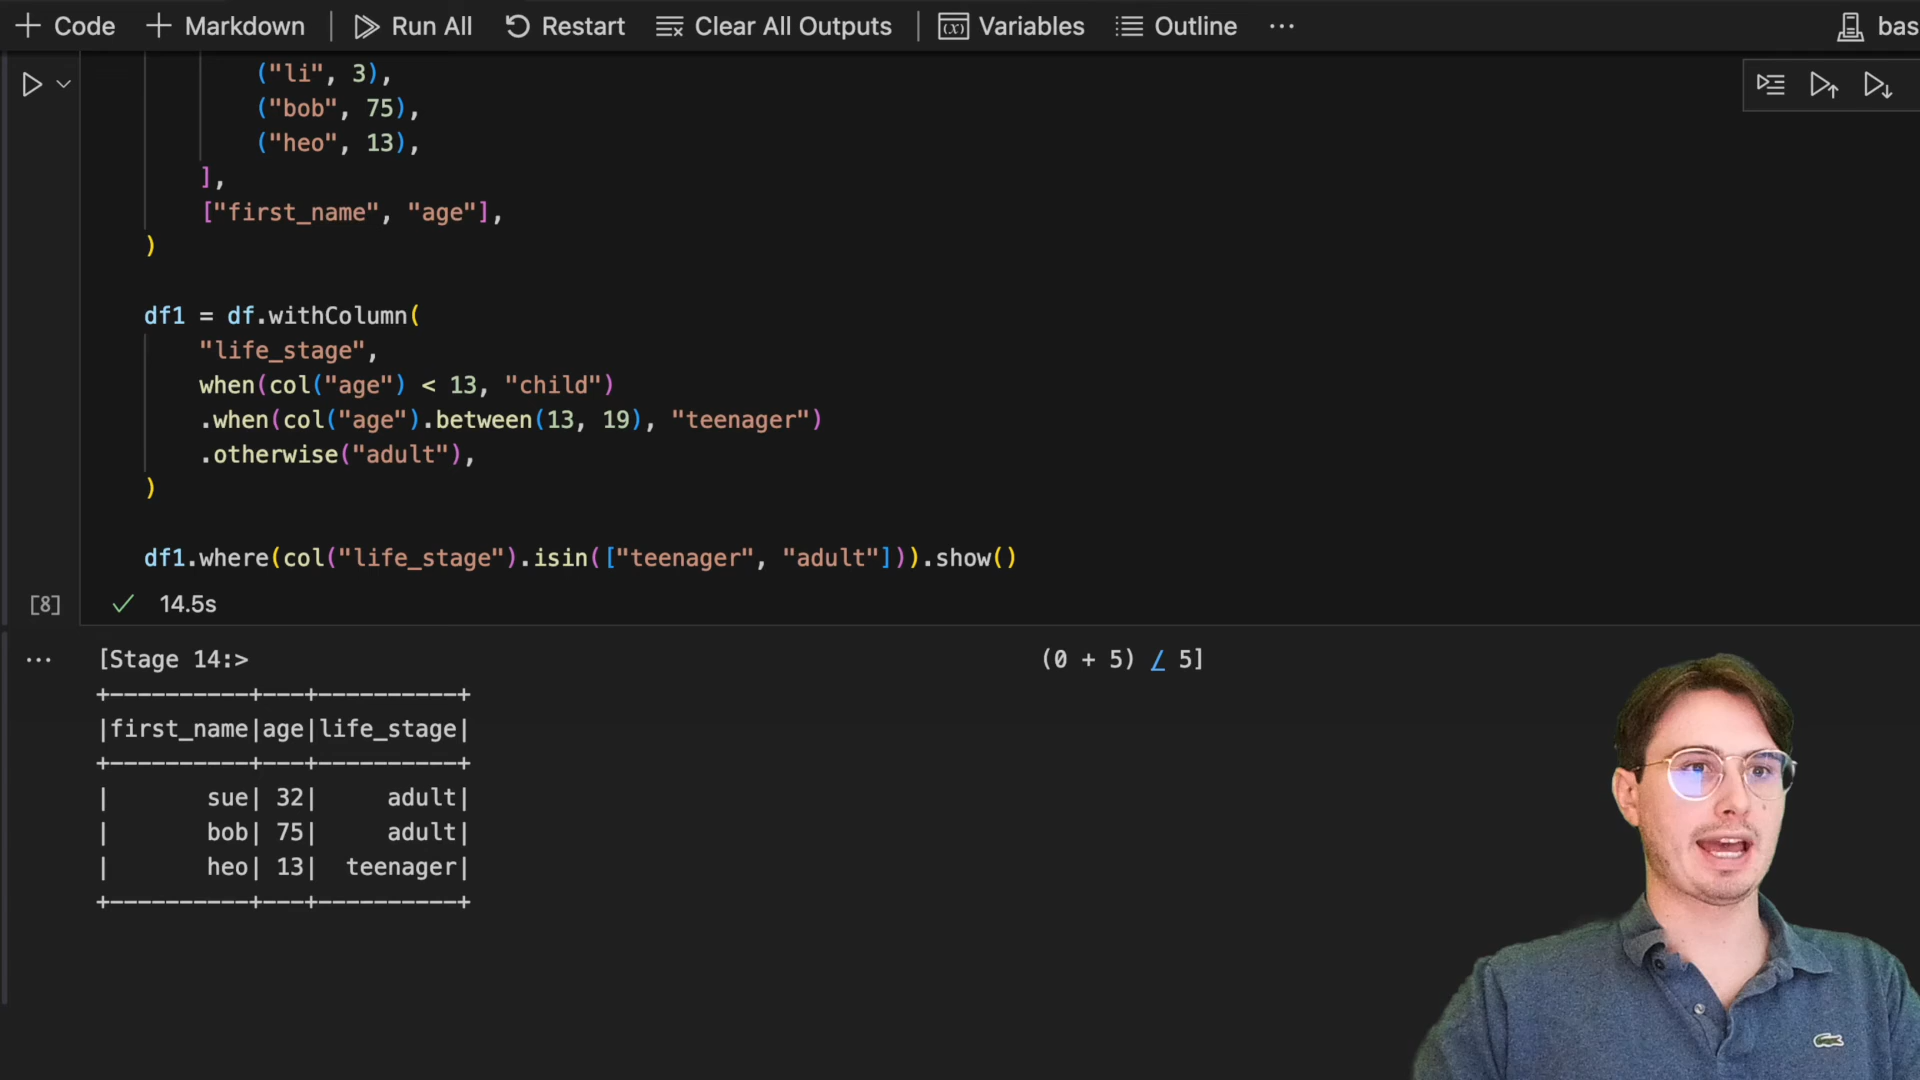 Code Markdown Run All Restart Clear All Outputs Variables Outline ... bas
("li", 3),
("bob", 75),
("heo", 13),
],
["first_name", "age"],
)
df1 = df.withColumn(
"life_stage",
when(col("age") < 13, "child")
.when(col("age").between(13, 19), "teenager")
.otherwise("adult"),
)
df1.where(col("life_stage").isin(["teenager", "adult"])).show()
[8] 14.5s
... [Stage 14:> (0 + 5) / 5]
+----------+---+----------+
|first_name|age|life_stage|
+----------+---+----------+
|       sue| 32|     adult|
|       bob| 75|     adult|
|       heo| 13|  teenager|
+----------+---+----------+